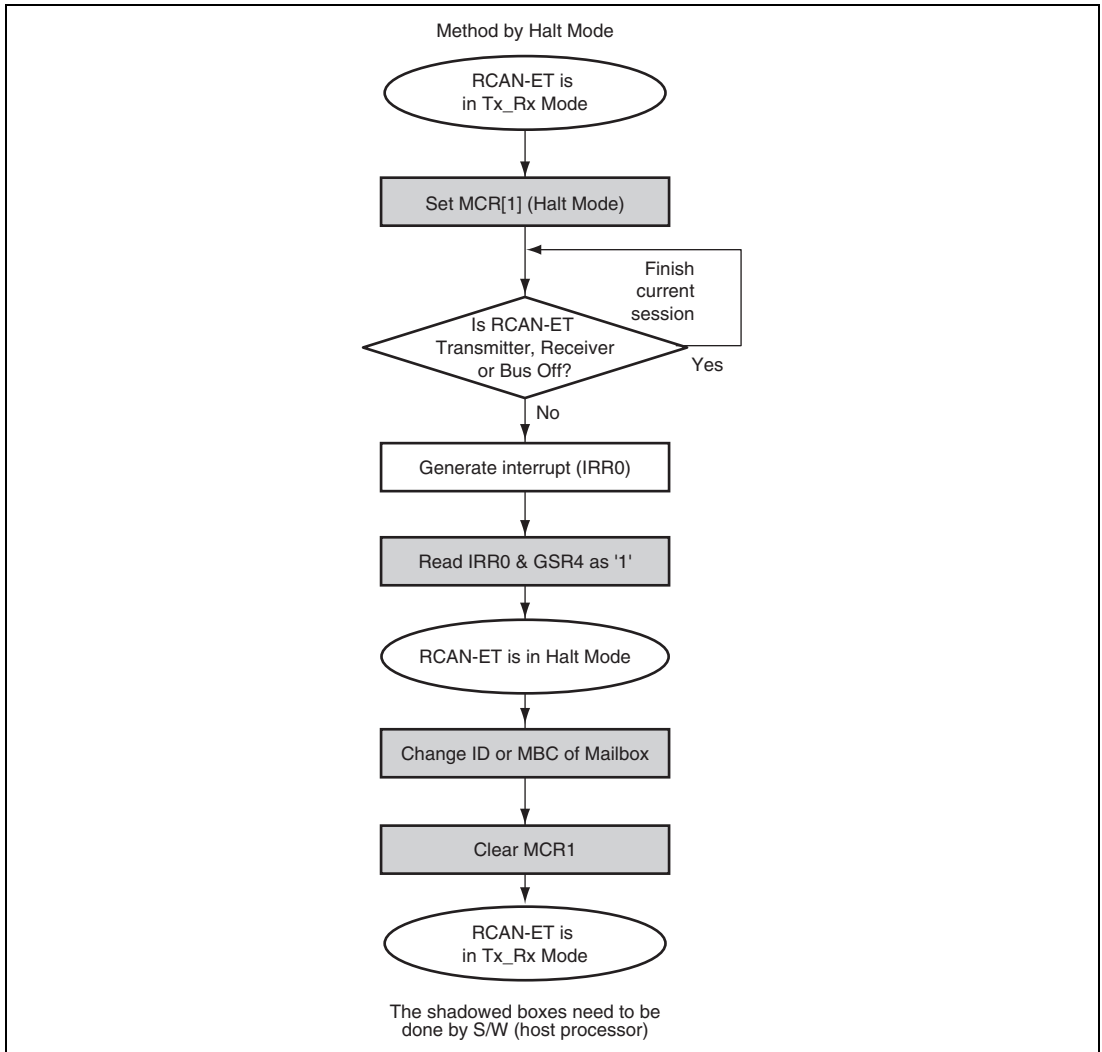 Method by Halt Mode
RCAN-ET is
in Tx_Rx Mode
Set MCR[1] (Halt Mode)
Finish
current
session
Is RCAN-ET
Transmitter, Receiver
or Bus Off?
Yes
No
Generate interrupt (IRR0)
Read IRR0 & GSR4 as '1'
RCAN-ET is in Halt Mode
Change ID or MBC of Mailbox
Clear MCR1
RCAN-ET is
in Tx_Rx Mode
The shadowed boxes need to be
done by S/W (host processor)